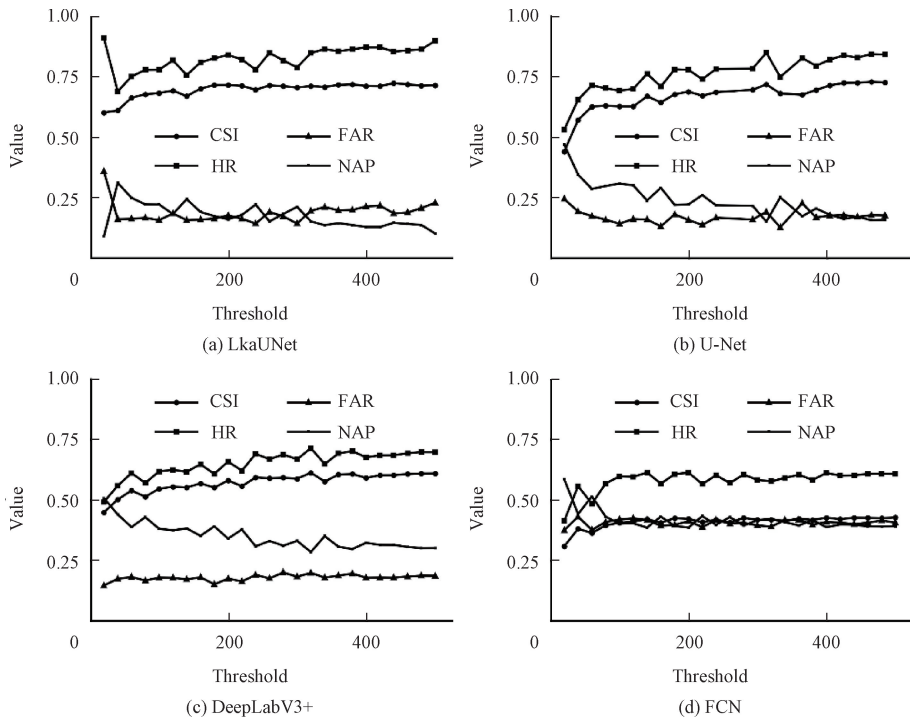 1.00
0.75
0.50
0.25
0
200
400
Value
Threshold
CSI
FAR
HR
NAP
(a) LkaUNet
1.00
0.75
0.50
0.25
0
200
400
Value
Threshold
CSI
FAR
HR
NAP
(b) U-Net
1.00
0.75
0.50
0.25
0
200
400
Value
Threshold
CSI
FAR
HR
NAP
(c) DeepLabV3+
1.00
0.75
0.50
0.25
0
200
400
Value
Threshold
CSI
FAR
HR
NAP
(d) FCN